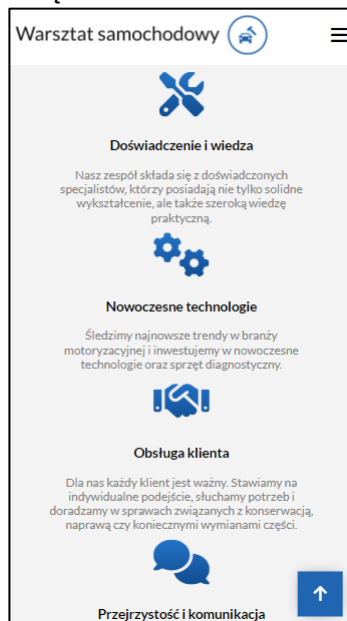 Warsztat samochodowy
Doświadczenie i wiedza
Nasz zespół składa się z doświadczonych
specjalistów, którzy posiadają nie tylko solidne
wykształcenie, ale także szeroką wiedzę
praktyczną.
Nowoczesne technologie
Śledzimy najnowsze trendy w branży
motoryzacyjnej i inwestujemy w nowoczesne
technologie oraz sprzęt diagnostyczny.
Obsługa klienta
Dla nas każdy klient jest ważny. Stawiamy na
indywidualne podejście, słuchamy potrzeb i
doradzamy w sprawach związanych z konserwacją,
naprawą czy koniecznymi wymianami części.
Przejrzystość i komunikacja